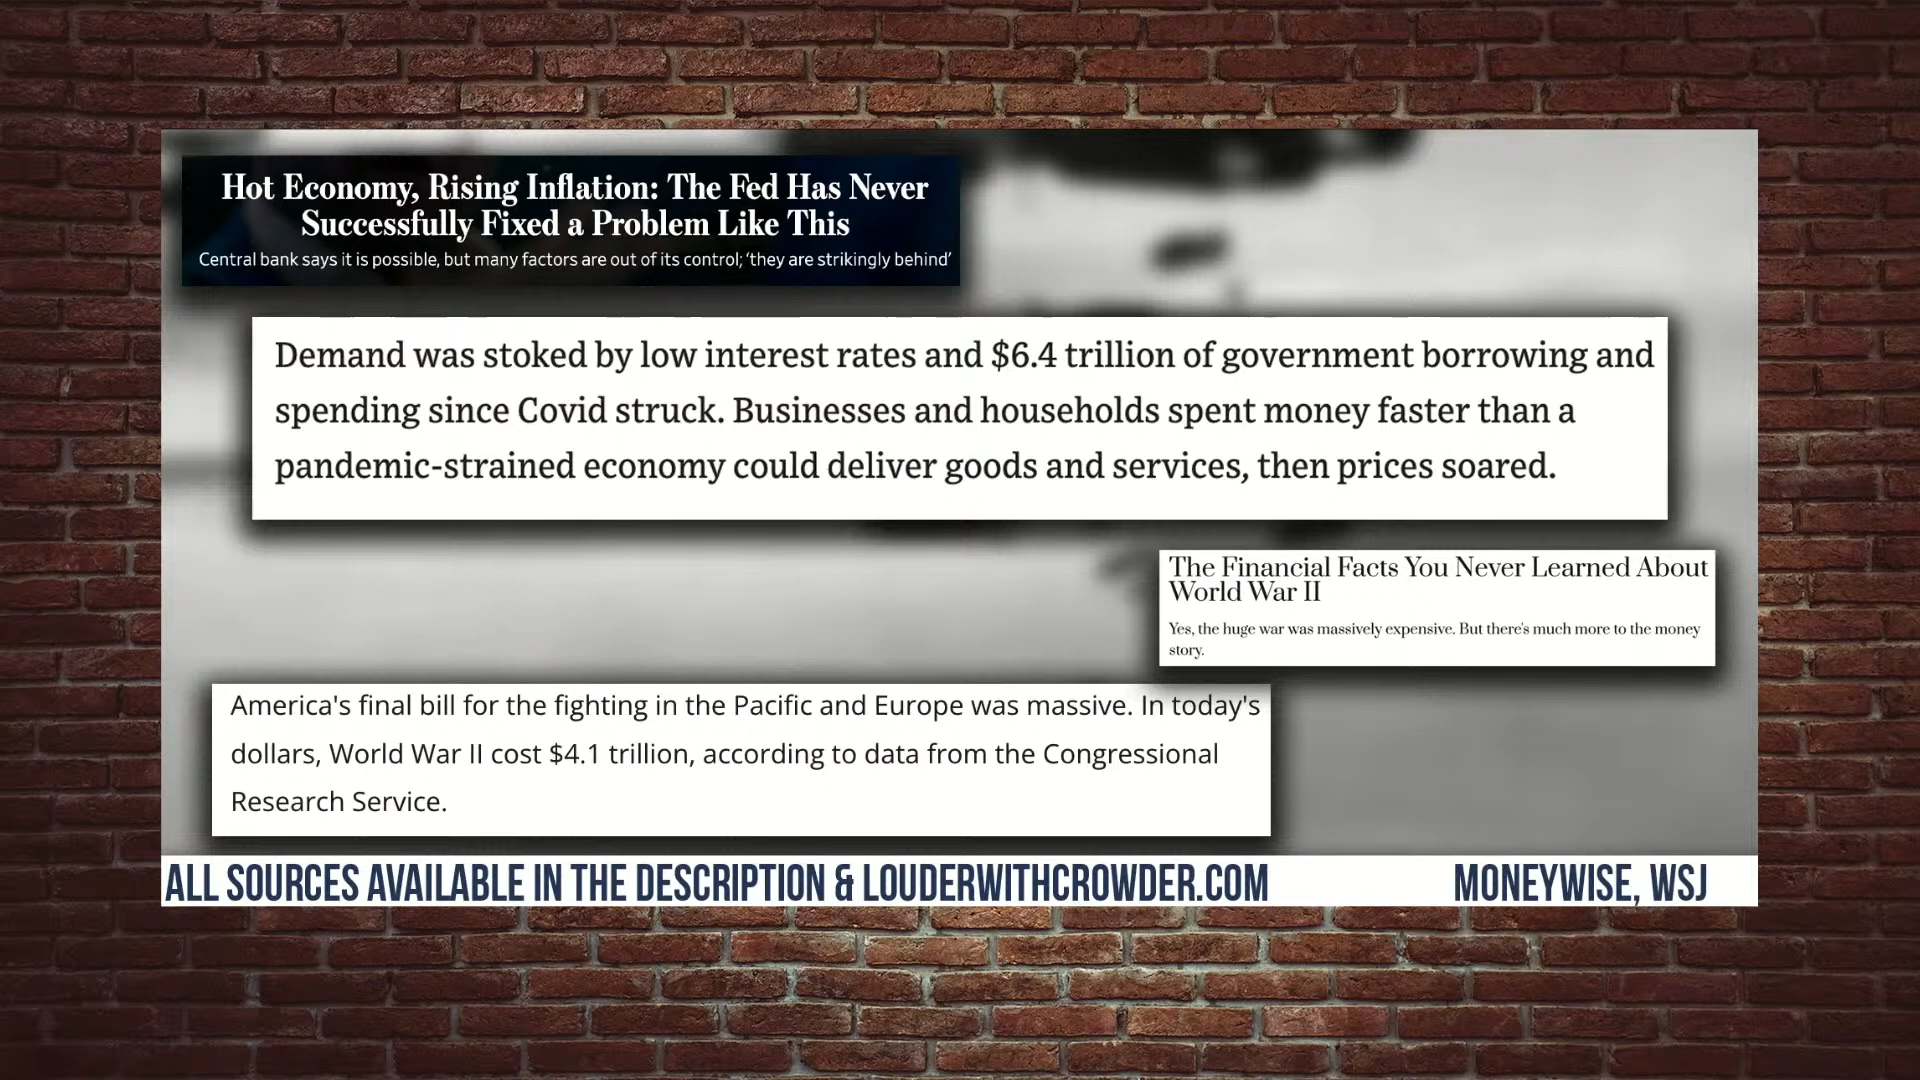 Hot Economy, Rising Inflation: The Fed Has Never
Successfully Fixed a Problem Like This
Central bank says it is possible, but many factors are out of its control; ‘they are strikingly behind’
Demand was stoked by low interest rates and $6.4 trillion of government borrowing and
spending since Covid struck. Businesses and households spent money faster than a
pandemic-strained economy could deliver goods and services, then prices soared.
The Financial Facts You Never Learned About
World War II
Yes, the huge war was massively expensive. But there's much more to the money
story.
America's final bill for the fighting in the Pacific and Europe was massive. In today's
dollars, World War II cost $4.1 trillion, according to data from the Congressional
Research Service.
ALL SOURCES AVAILABLE IN THE DESCRIPTION & LOUDERWITHCROWDER.COM
MONEYWISE, WSJ